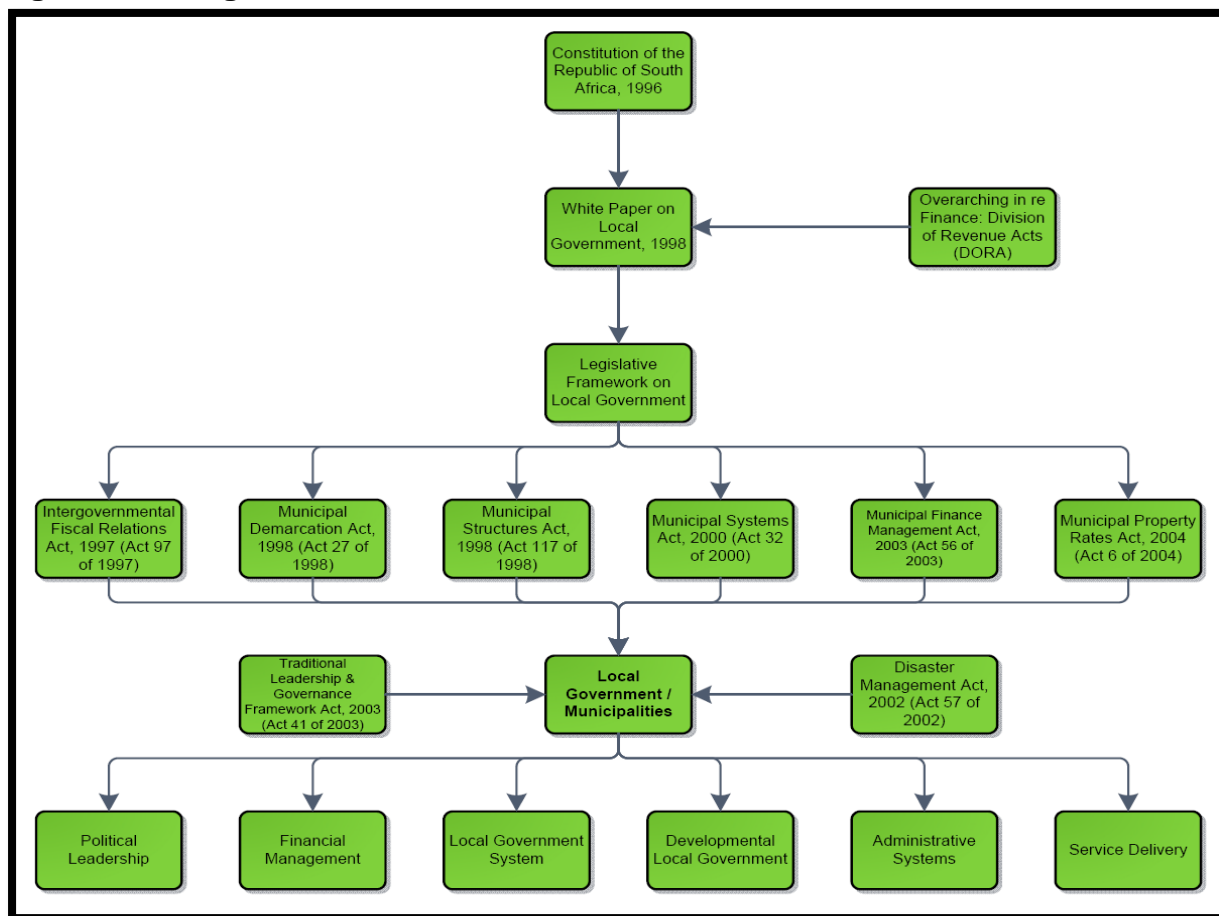 Constitution of the
Republic of South
Africa, 1996
White Paper on
Local
Government, 1998
Overarching in re
Finance: Division
of Revenue Acts
(DORA)
Legislative
Framework on
Local Government
Intergovernmental
Fiscal Relations
Act, 1997 (Act 97
of 1997)
Municipal
Demarcation Act,
1998 (Act 27 of
1998)
Municipal
Structures Act,
1998 (Act 117 of
1998)
Municipal Systems
Act, 2000 (Act 32
of 2000)
Municipal Finance
Management Act,
2003 (Act 56 of
2003)
Municipal Property
Rates Act, 2004
(Act 6 of 2004)
Traditional
Leadership &
Governance
Framework Act, 2003
(Act 41 of 2003)
Local
Government /
Municipalities
Disaster
Management Act,
2002 (Act 57 of
2002)
Political
Leadership
Financial
Management
Local Government
System
Developmental
Local Government
Administrative
Systems
Service Delivery